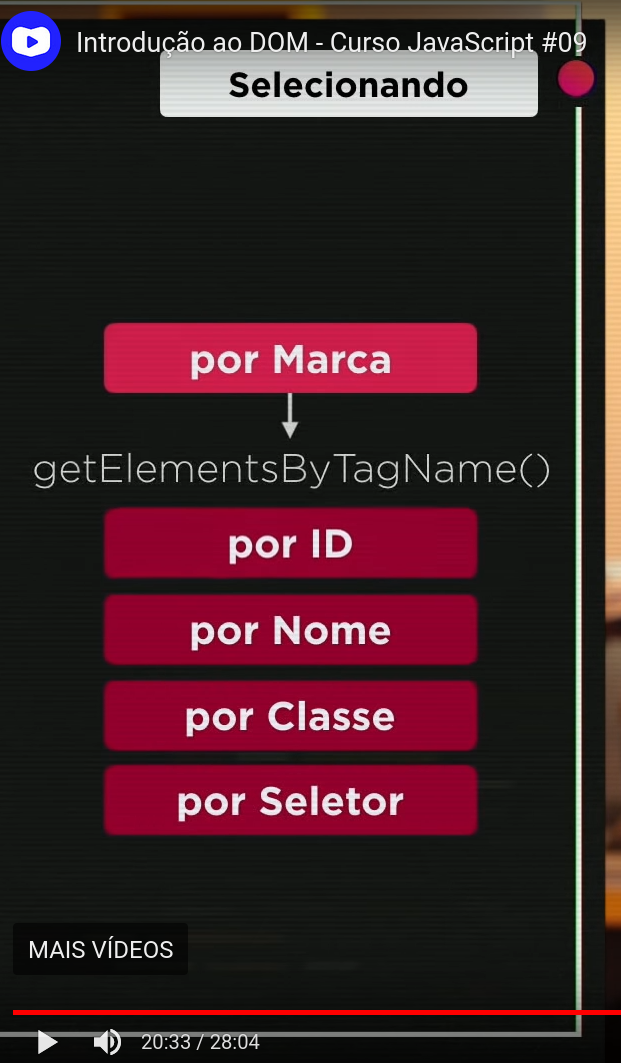 Introdução ao DOM - Curso JavaScript #09
Selecionando
por Marca
getElementsByTagName()
por ID
por Nome
por Classe
por Seletor
MAIS VÍDEOS
20:33 / 28:04